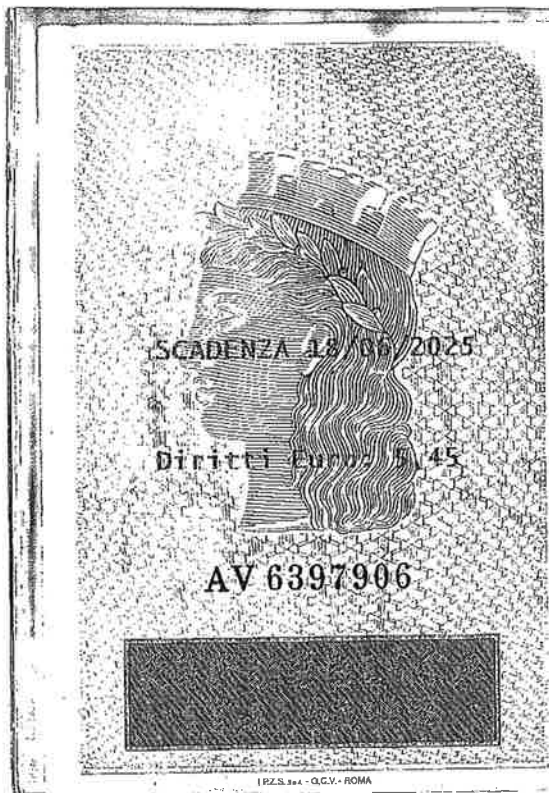 SCADENZA 18/06/2025
Diritti Euro: 5,45
AV 6397906
I.P.Z.S. S.p.A. - O.C.V. - ROMA